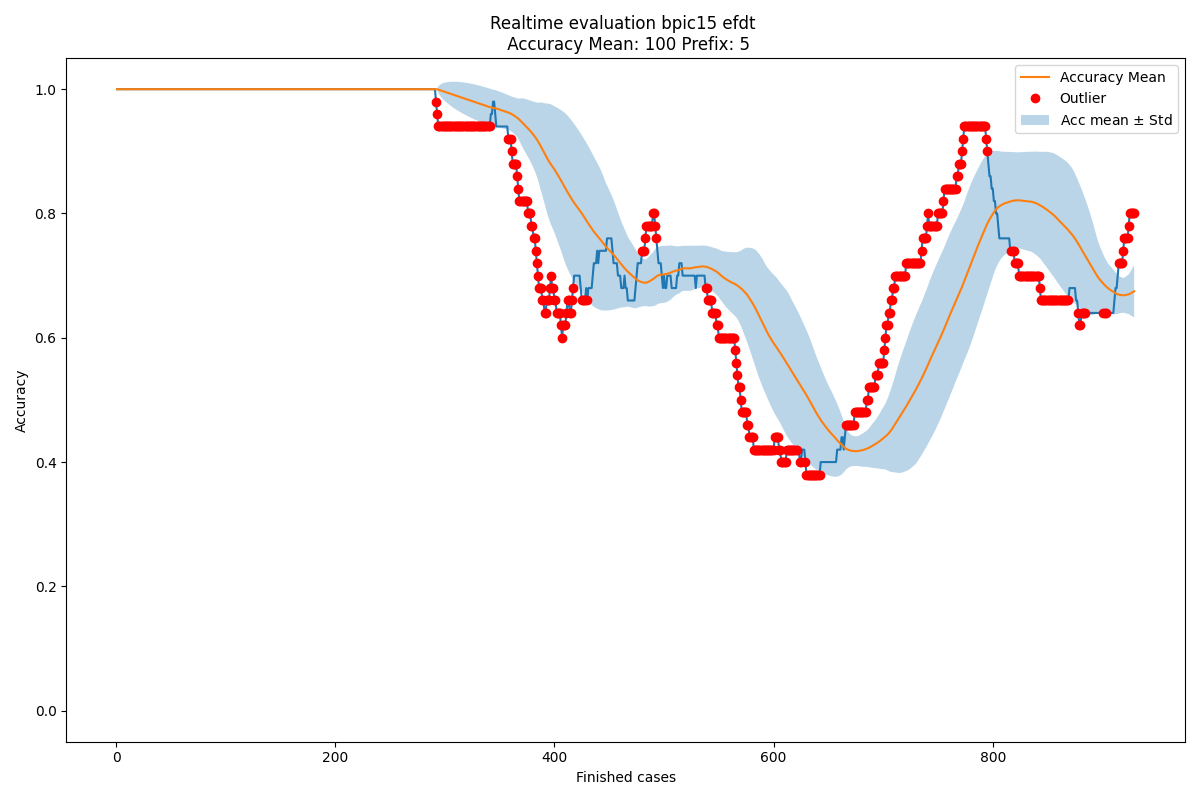 Realtime evaluation bpic15 efdt
Accuracy Mean: 100 Prefix: 5
Accuracy Mean
Outlier
Acc mean ± Std
Accuracy
1.0
0.8
0.6
0.4
0.2
0.0
0
200
400
600
800
Finished cases